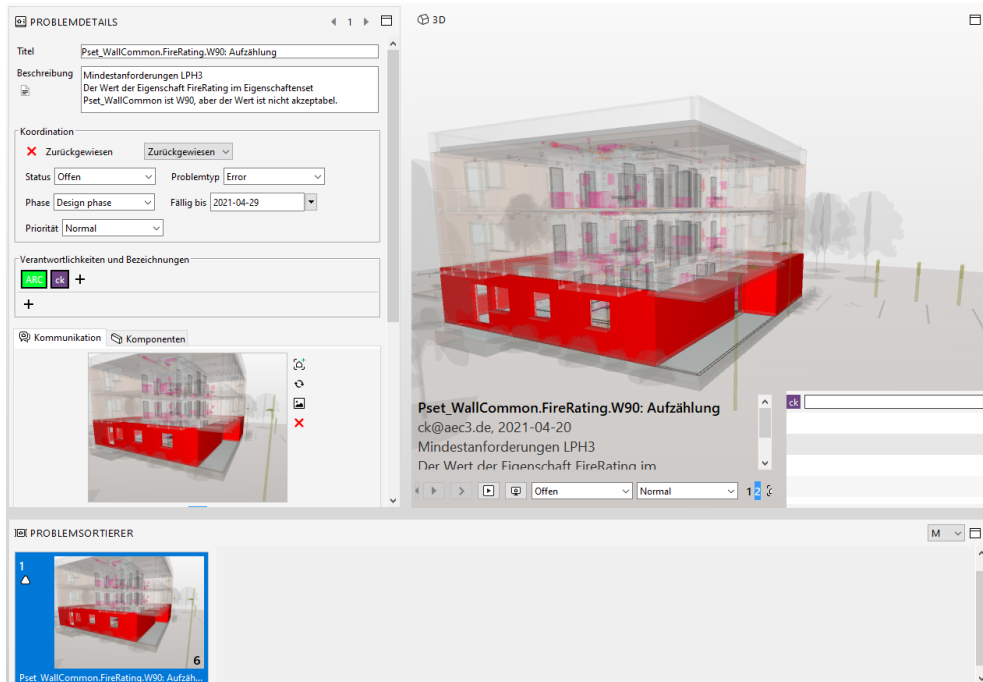 PROBLEMDETAILS
1
Titel
Pset_WallCommon.FireRating.W90: Aufzählung
Beschreibung
Mindestanforderungen LPH3
Der Wert der Eigenschaft FireRating im Eigenschaftenset
Pset_WallCommon ist W90, aber der Wert ist nicht akzeptabel.
Koordination
Zurückgewiesen Zurückgewiesen
Status Offen Problemtyp Error
Phase Design phase Fällig bis 2021-04-29
Priorität Normal
Verantwortlichkeiten und Bezeichnungen
ARC ck +
+
Kommunikation Komponenten
3D
Pset_WallCommon.FireRating.W90: Aufzählung
ck@aec3.de, 2021-04-20
Mindestanforderungen LPH3
Der Wert der Eigenschaft FireRating im
Offen Normal 1 2
ck
PROBLEMSORTIERER
M
1
6
Pset_WallCommon.FireRating.W90: Aufzäh...